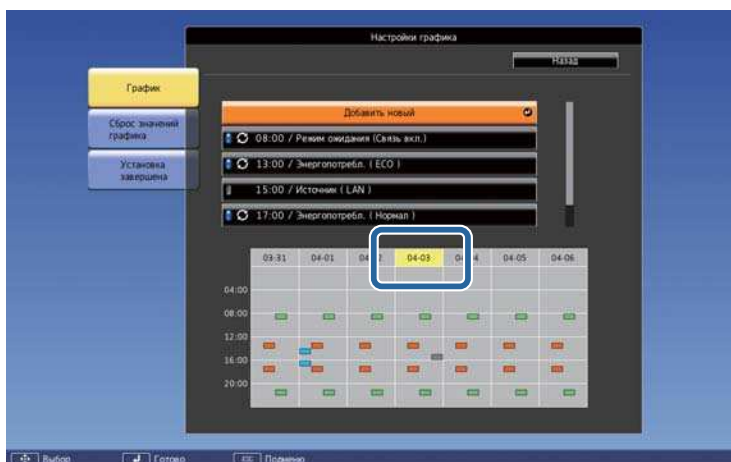 Настройки графика
Назад
График
Сброс значений
графика
Установка
завершена
Добавить новый
08:00 / Режим ожидания (Связь вкл.)
13:00 / Энергопотребл. ( ECO )
15:00 / Источник ( LAN )
17:00 / Энергопотребл. ( Нормал )
03-31 04-01 04-03 04-05 04-06
04:00
08:00
12:00
16:00
20:00
Выбор Готово Подменю